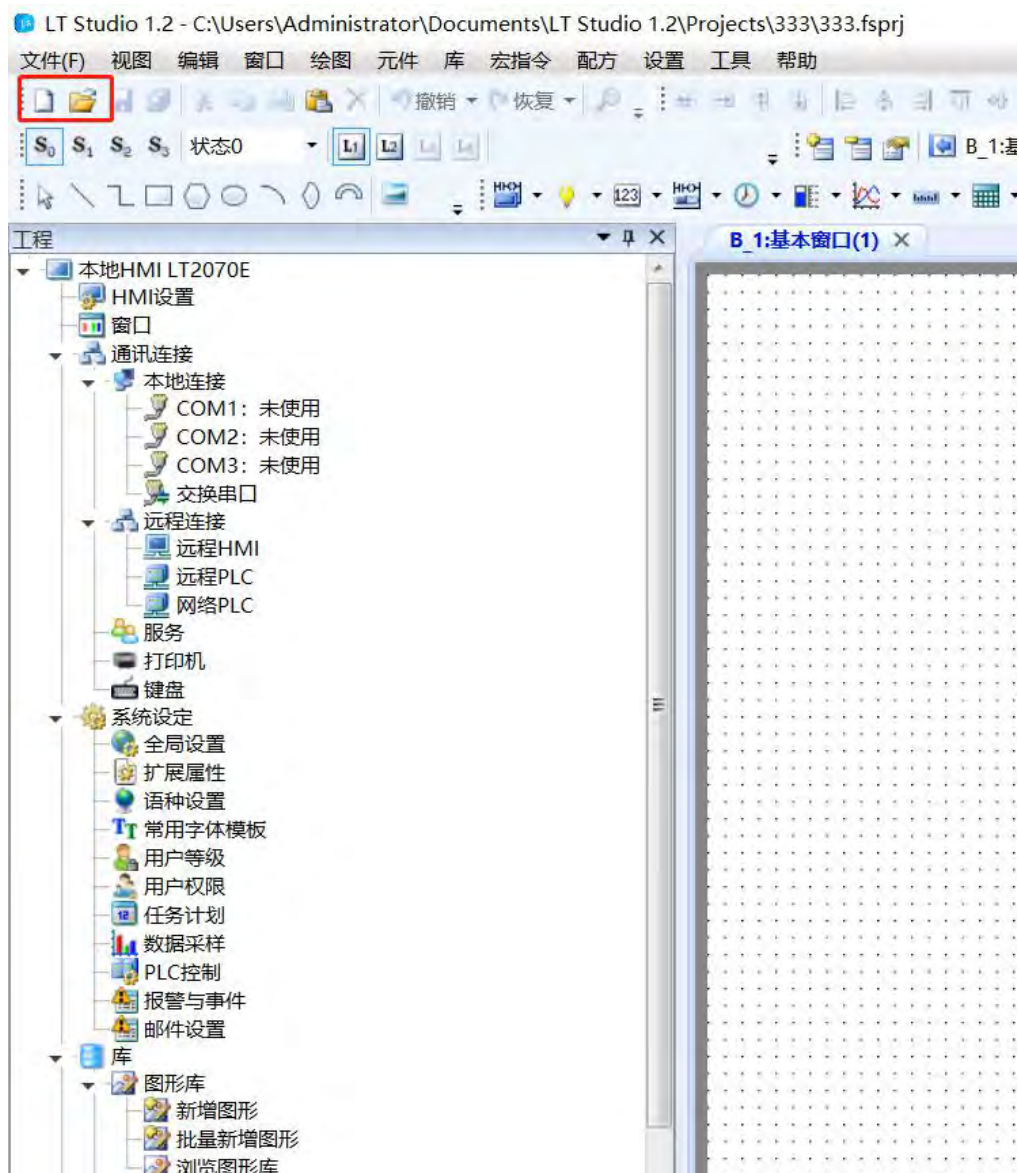 LT Studio 1.2 - C:\Users\Administrator\Documents\LT Studio 1.2\Projects\333\333.fsprj
文件(F) 视图 编辑 窗口 绘图 元件 库 宏指令 配方 设置 工具 帮助
撤销 恢复
S0 S1 S2 S3 状态0 L1 L2 B_1:基
123
工程 B_1:基本窗口(1)
本地HMI LT2070E
HMI设置
窗口
通讯连接
本地连接
COM1：未使用
COM2：未使用
COM3：未使用
交换串口
远程连接
远程HMI
远程PLC
网络PLC
服务
打印机
键盘
系统设定
全局设置
扩展属性
语种设置
常用字体模板
用户等级
用户权限
任务计划
数据采样
PLC控制
报警与事件
邮件设置
库
图形库
新增图形
批量新增图形
浏览图形库